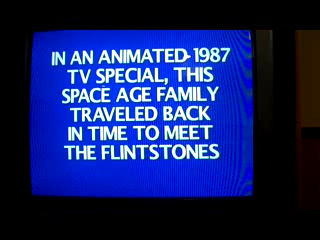 IN AN ANIMATED 1987
TV SPECIAL, THIS
SPACE AGE FAMILY
TRAVELED BACK
IN TIME TO MEET
THE FLINTSTONES